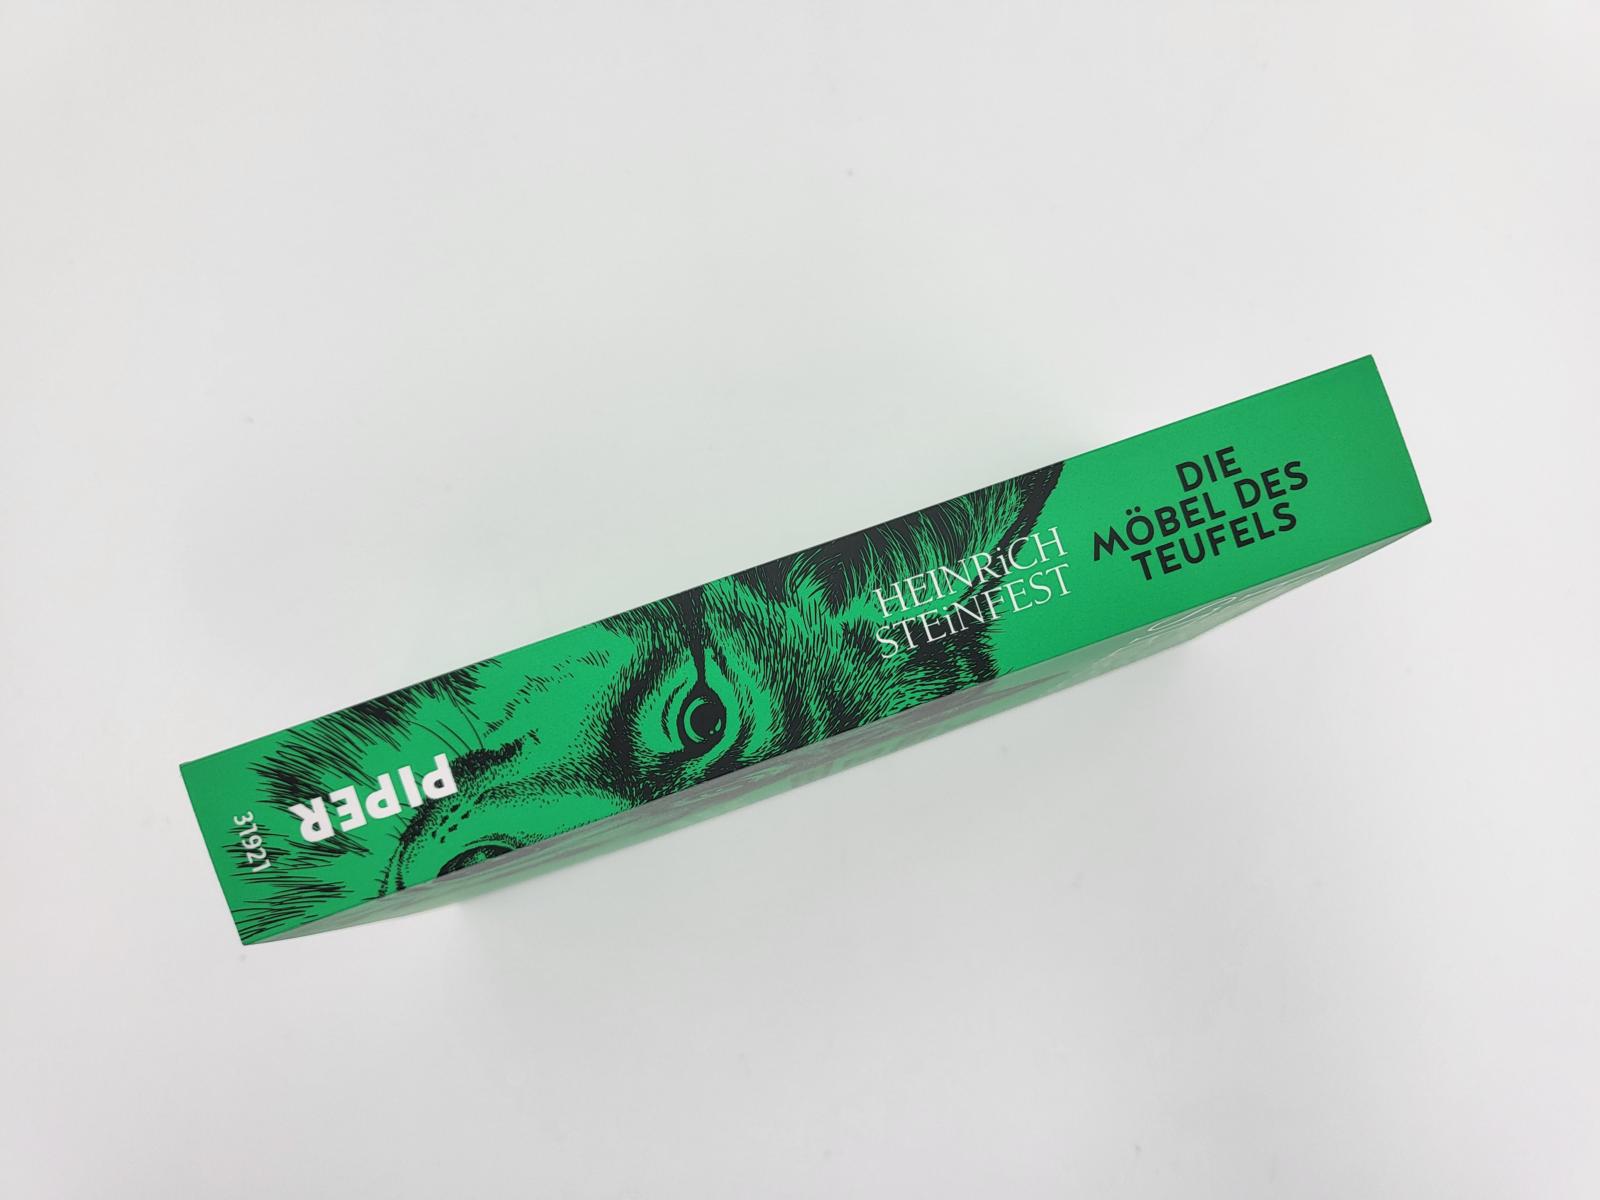 DIE
MÖBEL DES
TEUFELS
HEINRiCH
STEiNFEST
PIPER
31921